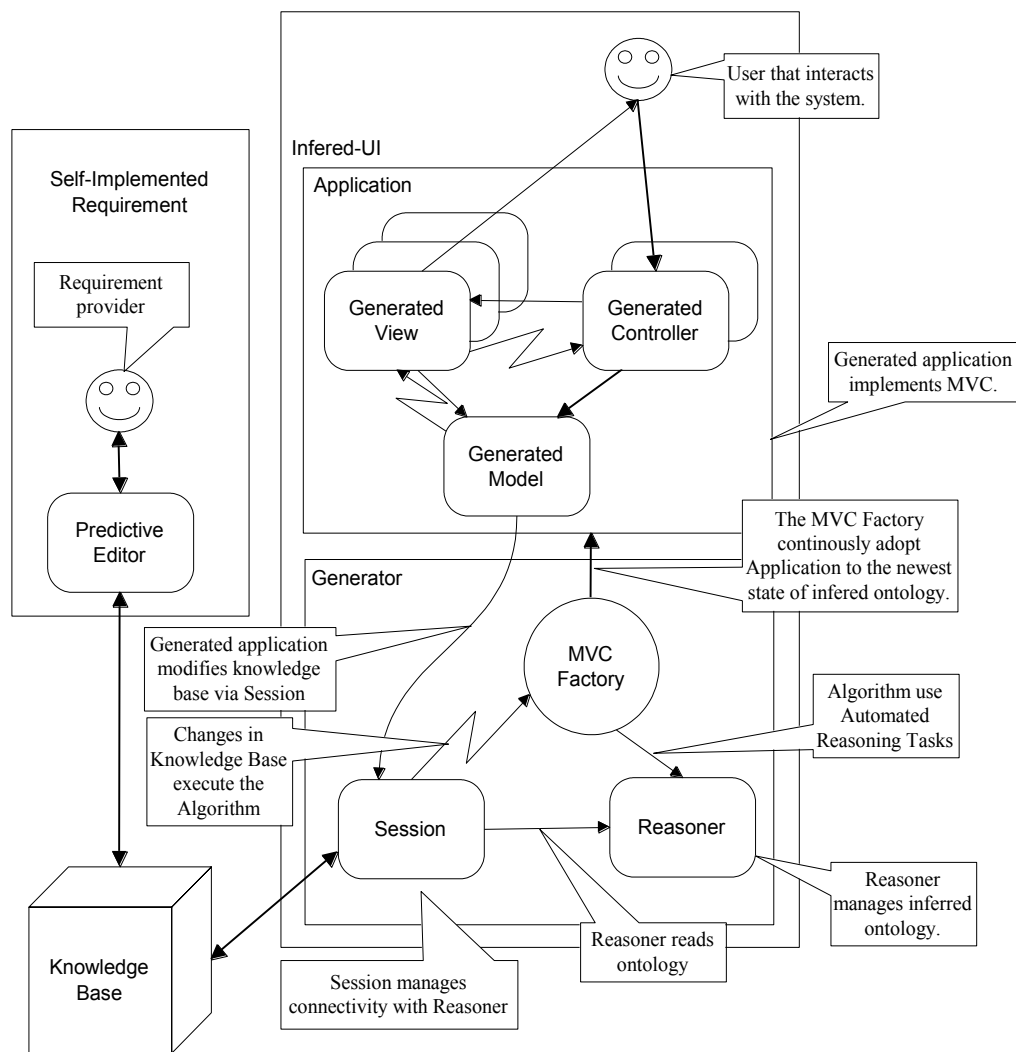 User that interacts
with the system.
Infered-UI
Self-Implemented
Requirement
Application
Requirement
provider
Generated
View
Generated
Controller
Generated application
implements MVC.
Generated
Model
Predictive
Editor
The MVC Factory
continously adopt
Application to the newest
state of infered ontology.
Generator
Generated application
modifies knowledge
base via Session
MVC
Factory
Algorithm use
Automated
Reasoning Tasks
Changes in
Knowledge Base
execute the
Algorithm
Session
Reasoner
Reasoner
manages inferred
ontology.
Reasoner reads
ontology
Knowledge
Base
Session manages
connectivity with Reasoner